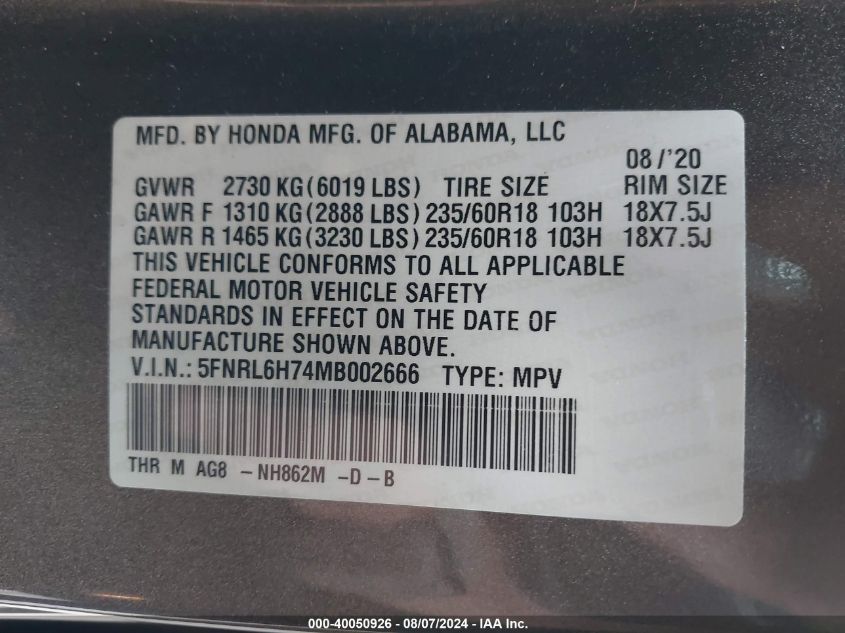 MFD. BY HONDA MFG. OF ALABAMA, LLC
08/'20
GVWR 2730 KG (6019 LBS) TIRE SIZE RIM SIZE
GAWR F 1310 KG (2888 LBS) 235/60R18 103H 18X7.5J
GAWR R 1465 KG (3230 LBS) 235/60R18 103H 18X7.5J
THIS VEHICLE CONFORMS TO ALL APPLICABLE
FEDERAL MOTOR VEHICLE SAFETY
STANDARDS IN EFFECT ON THE DATE OF
MANUFACTURE SHOWN ABOVE.
V.I.N.: 5FNRL6H74MB002666 TYPE: MPV
THR M AG8 - NH862M - D - B
000-40050926 - 08/07/2024 - IAA Inc.